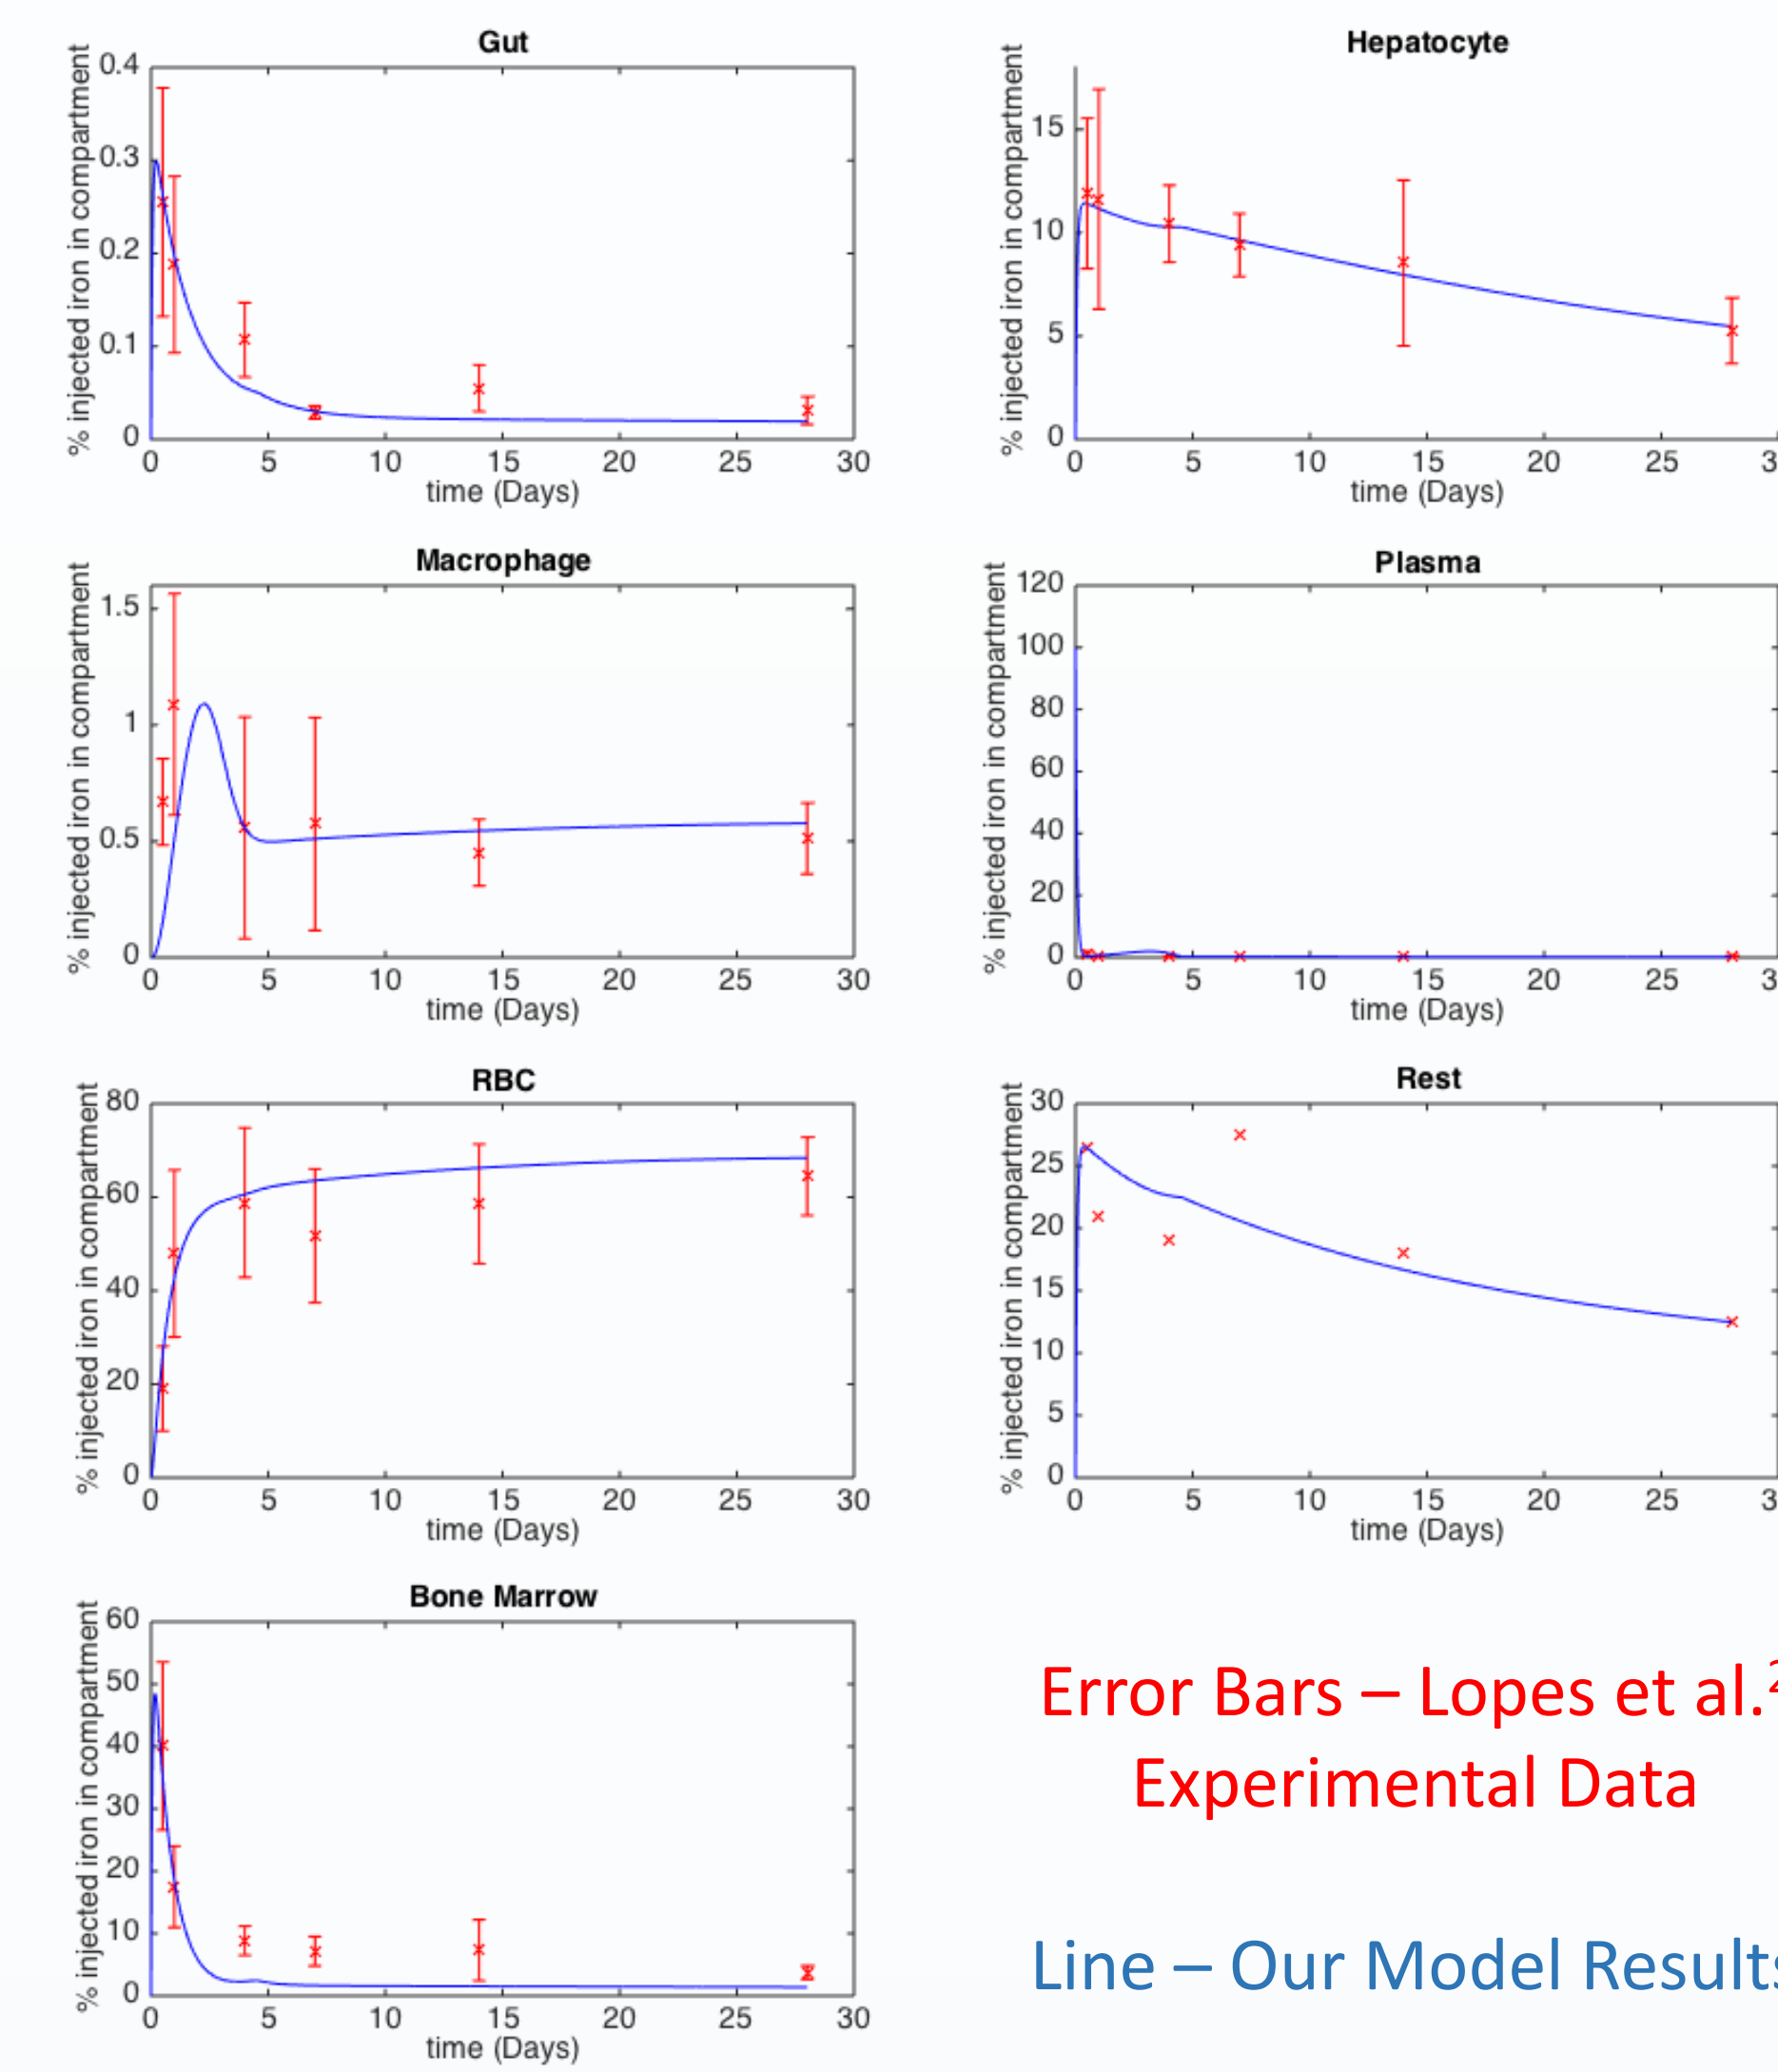 Gut
% injected iron in compartment
0.4
0.3
0.2
0.1
0
0 5 10 15 20 25 30
time (Days)
Hepatocyte
% injected iron in compartment
15
10
5
0
0 5 10 15 20 25 3
time (Days)
Macrophage
% injected iron in compartment
1.5
1
0.5
0
0 5 10 15 20 25 30
time (Days)
Plasma
% injected iron in compartment
120
100
80
60
40
20
0
0 5 10 15 20 25 3
time (Days)
RBC
% injected iron in compartment
80
60
40
20
0
0 5 10 15 20 25 30
time (Days)
Rest
% injected iron in compartment
30
25
20
15
10
5
0
0 5 10 15 20 25 3
time (Days)
Bone Marrow
% injected iron in compartment
60
50
40
30
20
10
0
0 5 10 15 20 25 30
time (Days)
Error Bars – Lopes et al.²
Experimental Data
Line – Our Model Results